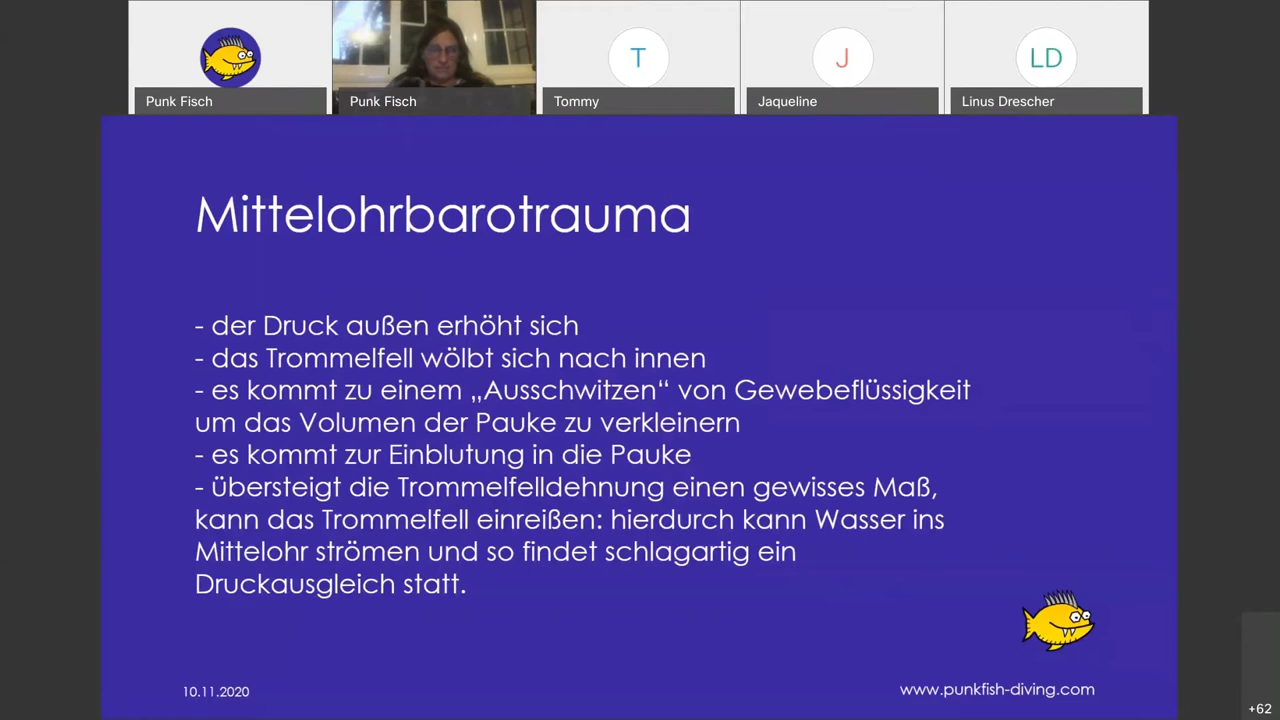 T
J
LD
Punk Fisch
Punk Fisch
Tommy
Jaqueline
Linus Drescher
Mittelohrbarotrauma
- der Druck außen erhöht sich
- das Trommelfell wölbt sich nach innen
- es kommt zu einem „Ausschwitzen“ von Gewebeflüssigkeit
um das Volumen der Pauke zu verkleinern
- es kommt zur Einblutung in die Pauke
- übersteigt die Trommelfelldehnung einen gewisses Maß,
kann das Trommelfell einreißen: hierdurch kann Wasser ins
Mittelohr strömen und so findet schlagartig ein
Druckausgleich statt.
10.11.2020
www.punkfish-diving.com
+62